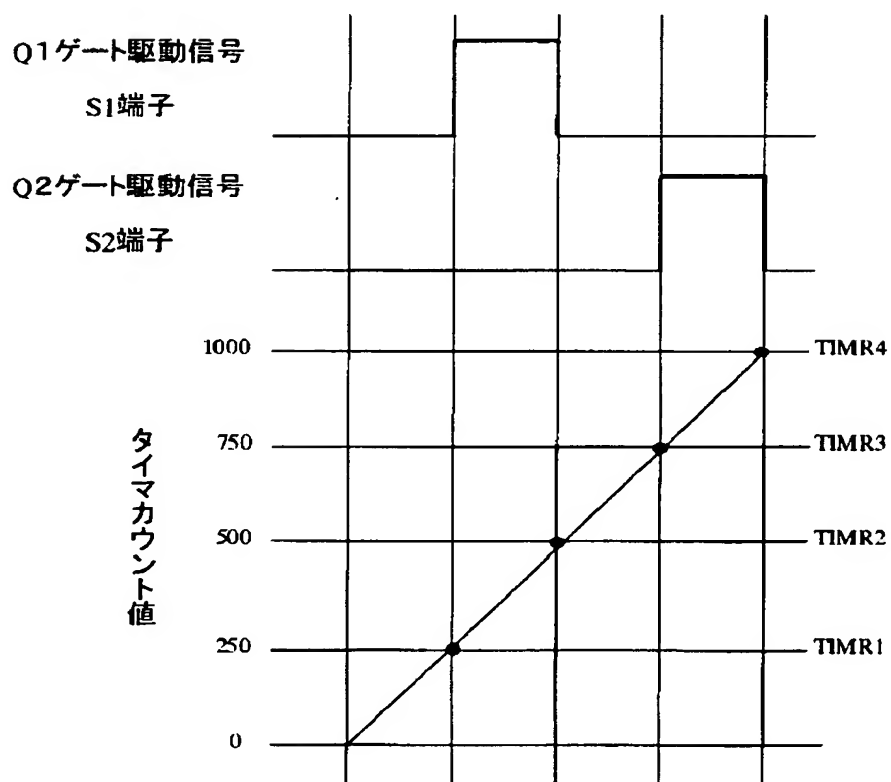 Q1ゲート駆動信号
S1端子
Q2ゲート駆動信号
S2端子
1000
TIMR4
750
TIMR3
500
TIMR2
250
TIMR1
0
タイマカウント値